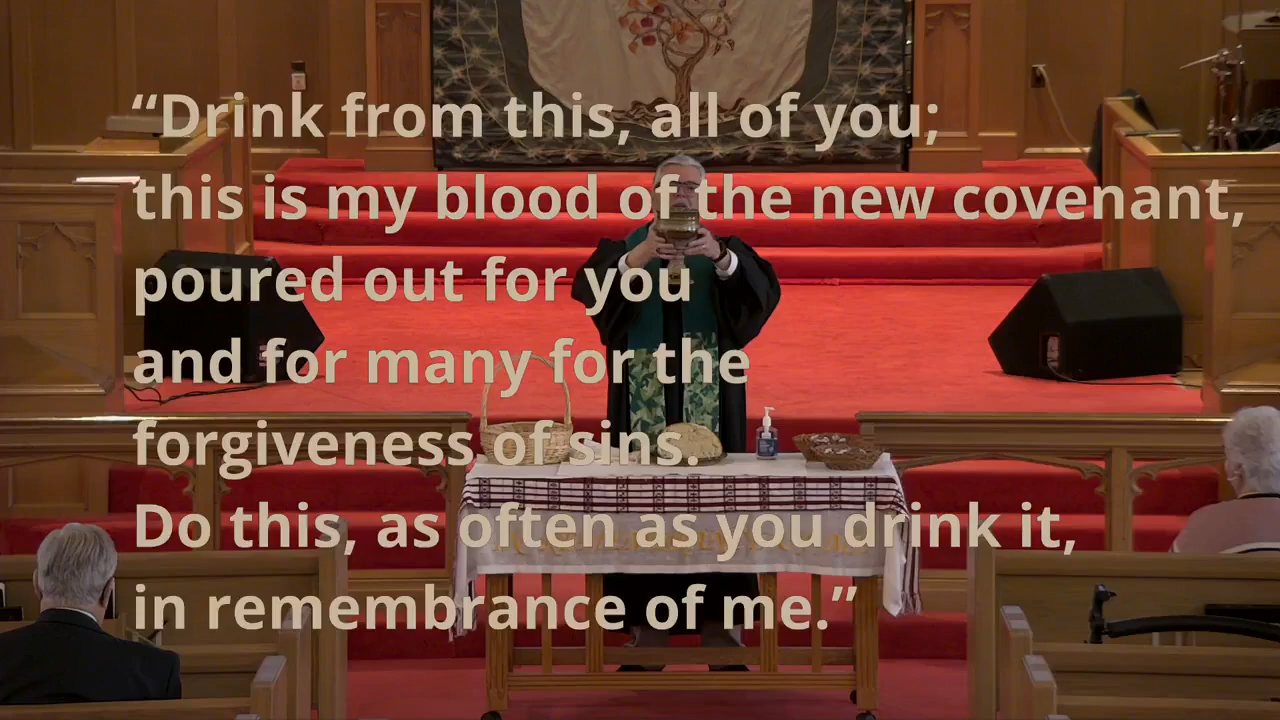 “Drink from this, all of you;
this is my blood of the new covenant,
poured out for you
and for many for the
forgiveness of sins.
Do this, as often as you drink it,
in remembrance of me.”